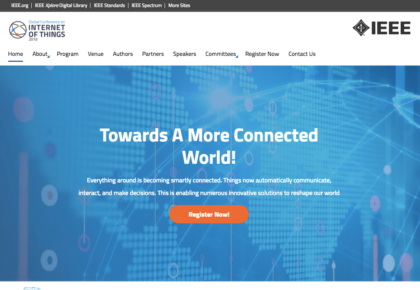 IEEE.org | IEEE Xplore Digital Library | IEEE Standards | IEEE Spectrum | More Sites
Global Conference on
INTERNET
OF THINGS
IEEE
Home About Program Venue Authors Partners Speakers Committees Register Now Contact Us
Towards A More Connected
World!
Everything around is becoming smartly connected. Things now automatically communicate,
interact, and make decisions. This is enabling numerous innovative solutions to reshape our world
Register Now!